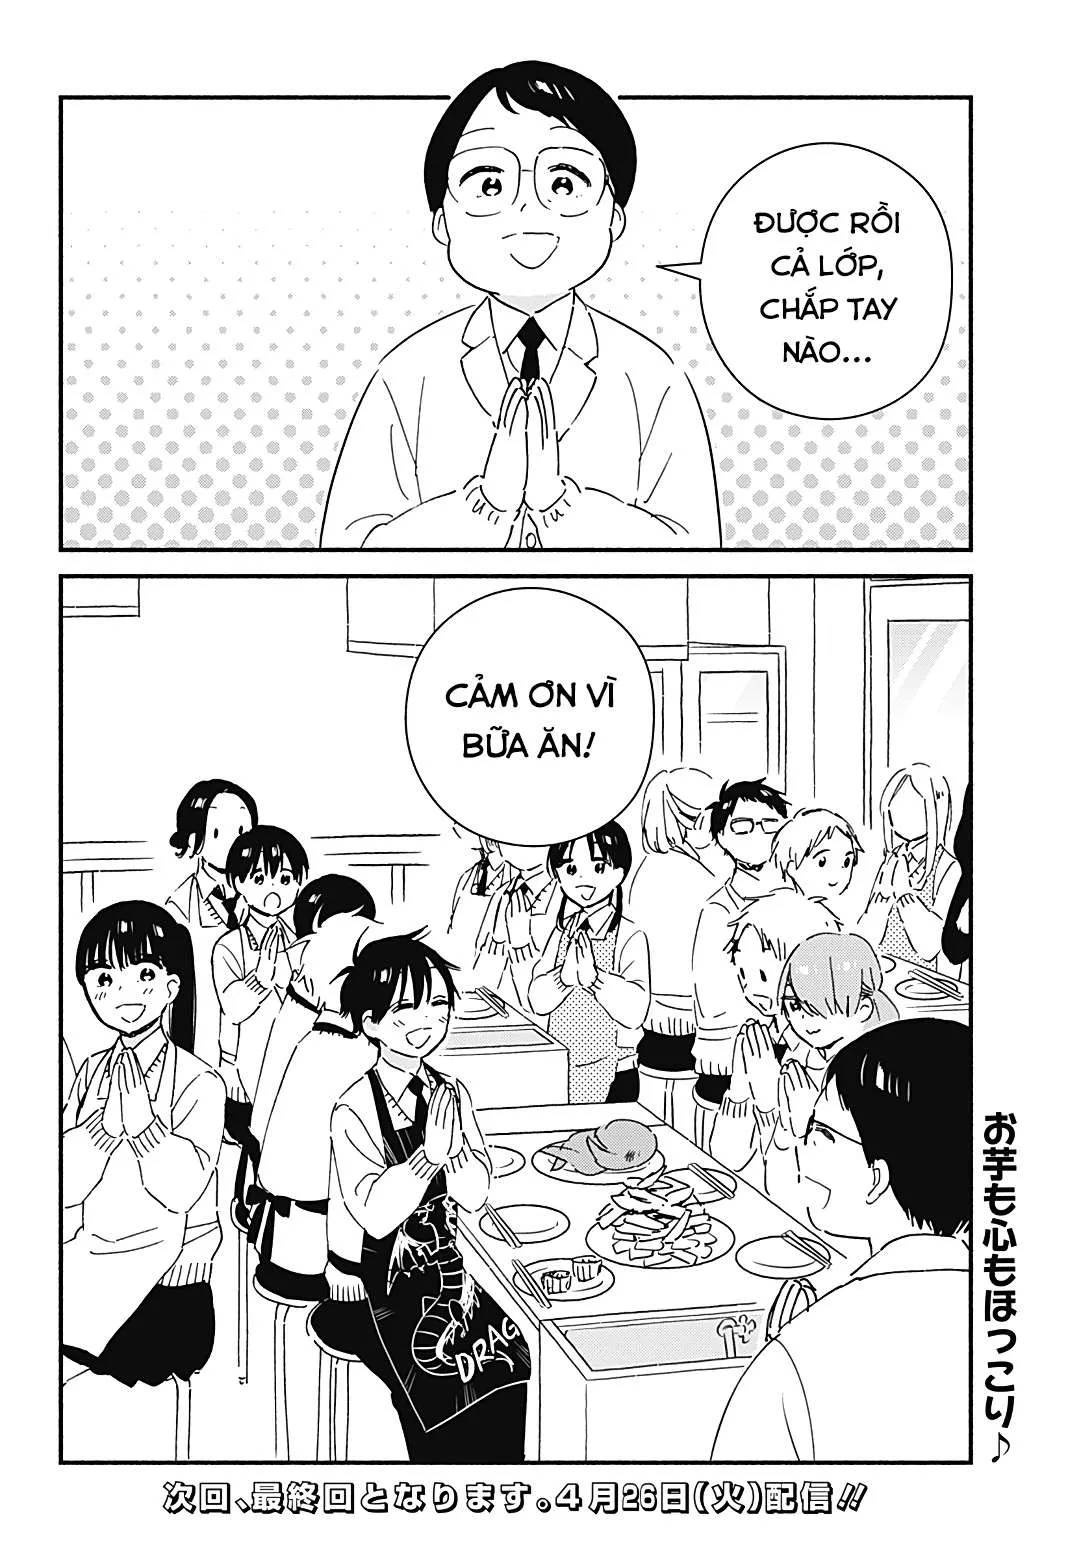 ĐƯỢC RỒI
CẢ LỚP,
CHẮP TAY
NÀO...
CẢM ƠN VÌ
BỮA ĂN!
DRAG
お芋も心もほっこり♪
次回、最終回となります。4月26日(火)配信!!